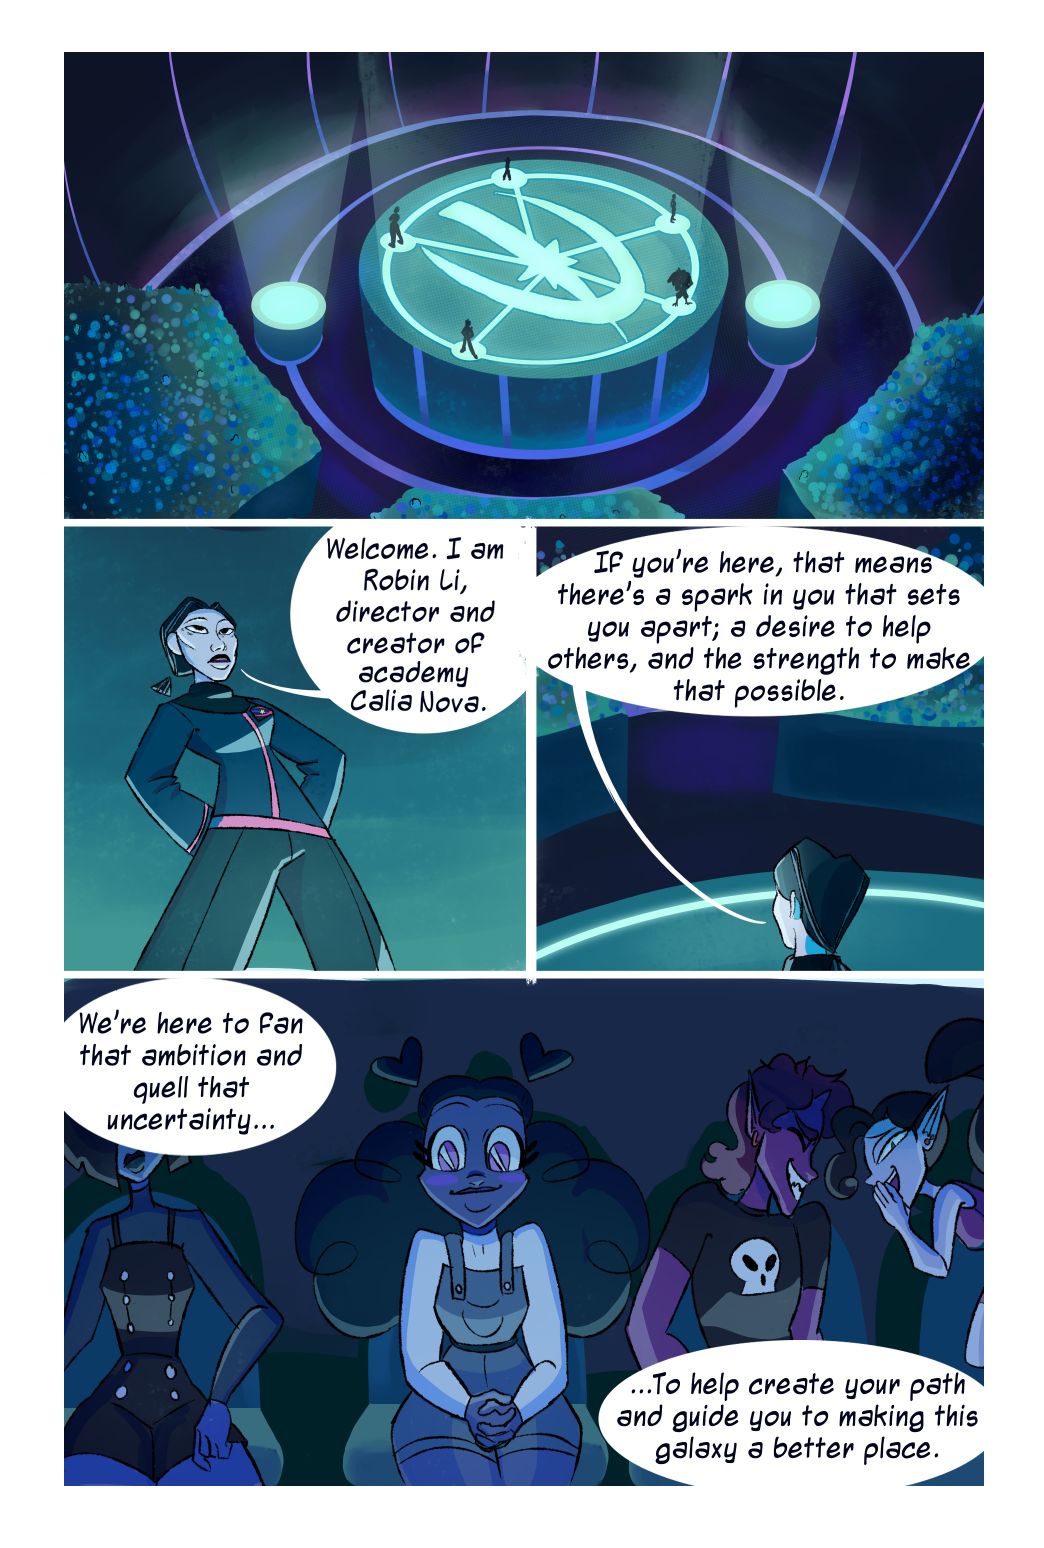 Welcome. I am
Robin Li,
director and
creator of
academy
Calia Nova.
If you're here, that means
there's a spark in you that sets
you apart; a desire to help
others, and the strength to make
that possible.
We're here to fan
that ambition and
quell that
uncertainty...
...To help create your path
and guide you to making this
galaxy a better place.